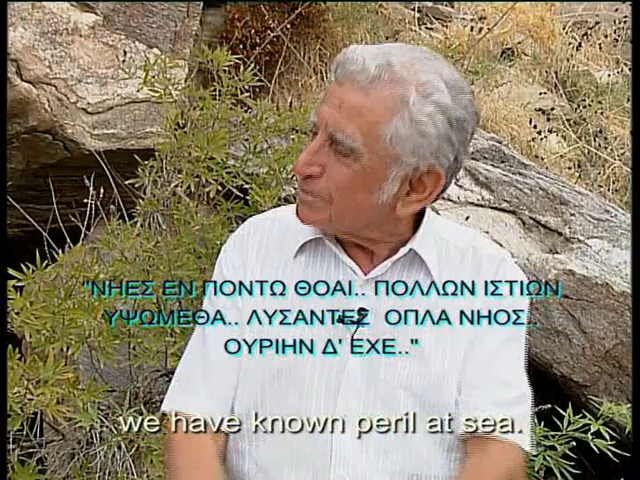 "ΝΗΕΣ ΕΝ ΠΟΝΤΩ ΘΟΑΙ.. ΠΟΛΛΩΝ ΙΣΤΙΩΝ
ΥΨΩΜΕΘΑ.. ΛΥΣΑΝΤΕΣ ΟΠΛΑ ΝΗΟΣ..
ΟΥΡΙΗΝ Δ' ΕΧΕ.."
we have known peril at sea.